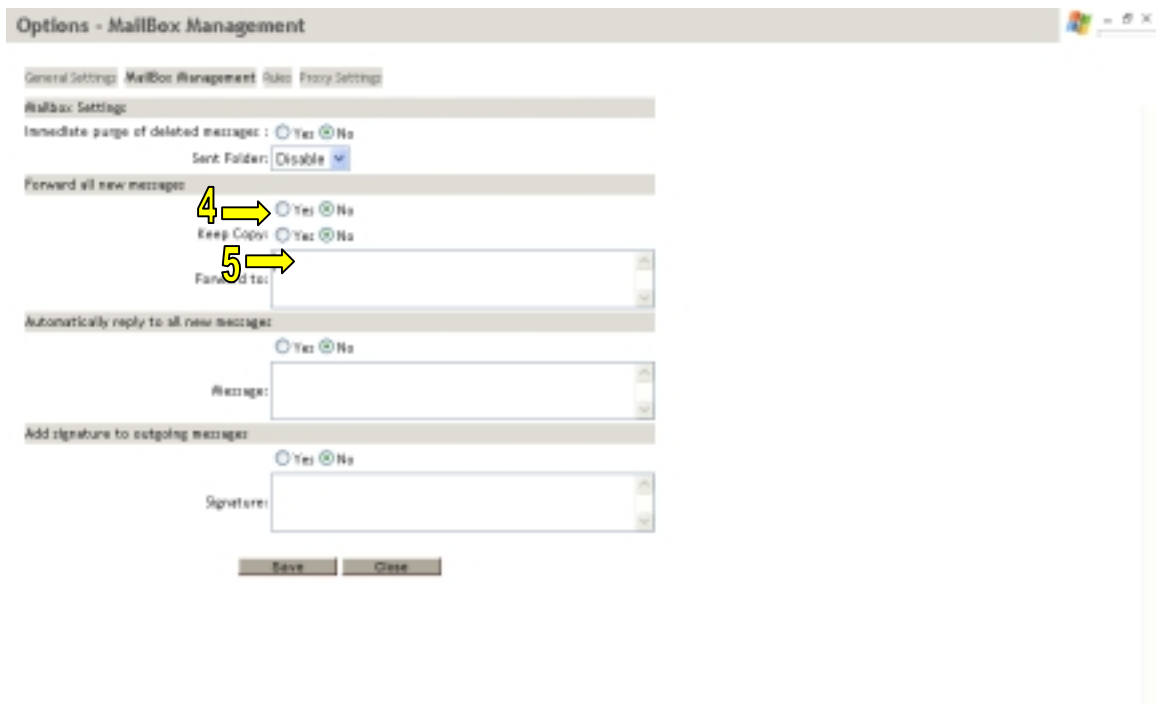 Options - MailBox Management
General Settings MailBox Management Rules Proxy Settings
Mailbox Settings
Immediate purge of deleted messages : Yes No
Sent Folder: Disable
Forward all new messages
4 Yes No
Keep Copy: Yes No
5
Forward to:
Automatically reply to all new messages
Yes No
Message:
Add signature to outgoing messages
Yes No
Signature:
Save Close